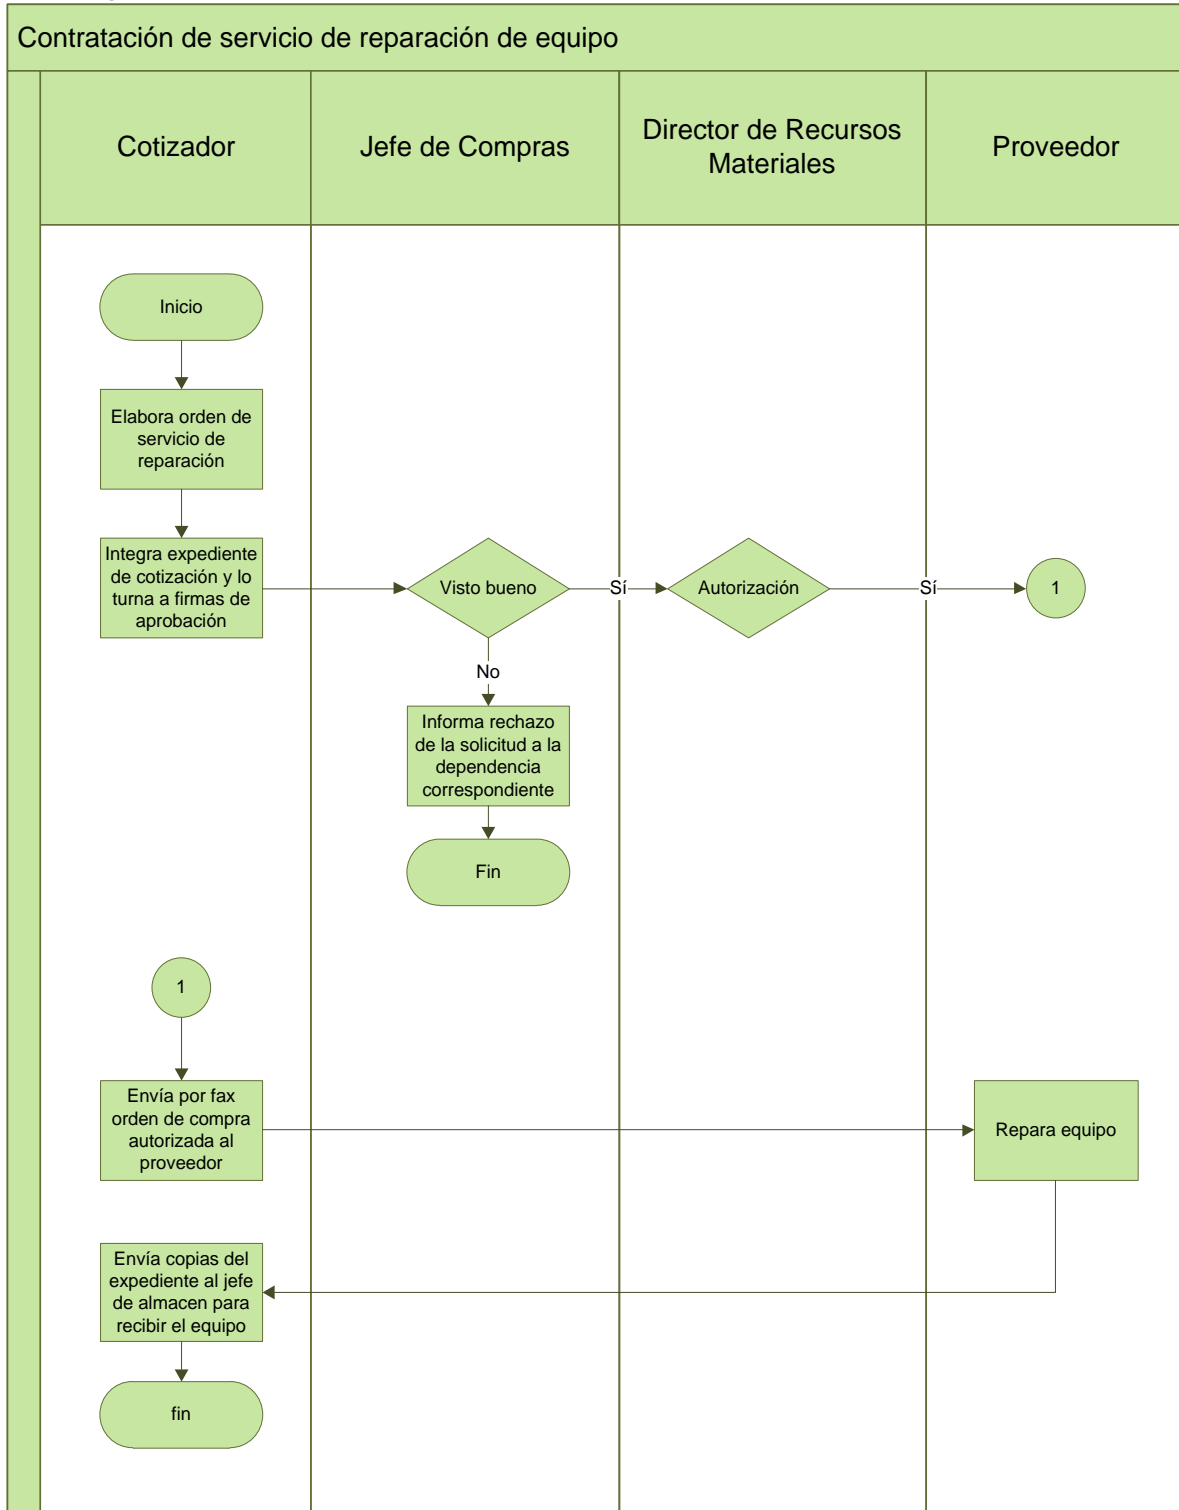 Contratación de servicio de reparación de equipo
Cotizador
Jefe de Compras
Director de Recursos
Materiales
Proveedor
Inicio
Elabora orden de
servicio de
reparación
Integra expediente
de cotización y lo
turna a firmas de
aprobación
Visto bueno
Sí
Autorización
Sí
1
No
Informa rechazo
de la solicitud a la
dependencia
correspondiente
Fin
1
Envía por fax
orden de compra
autorizada al
proveedor
Repara equipo
Envía copias del
expediente al jefe
de almacen para
recibir el equipo
fin